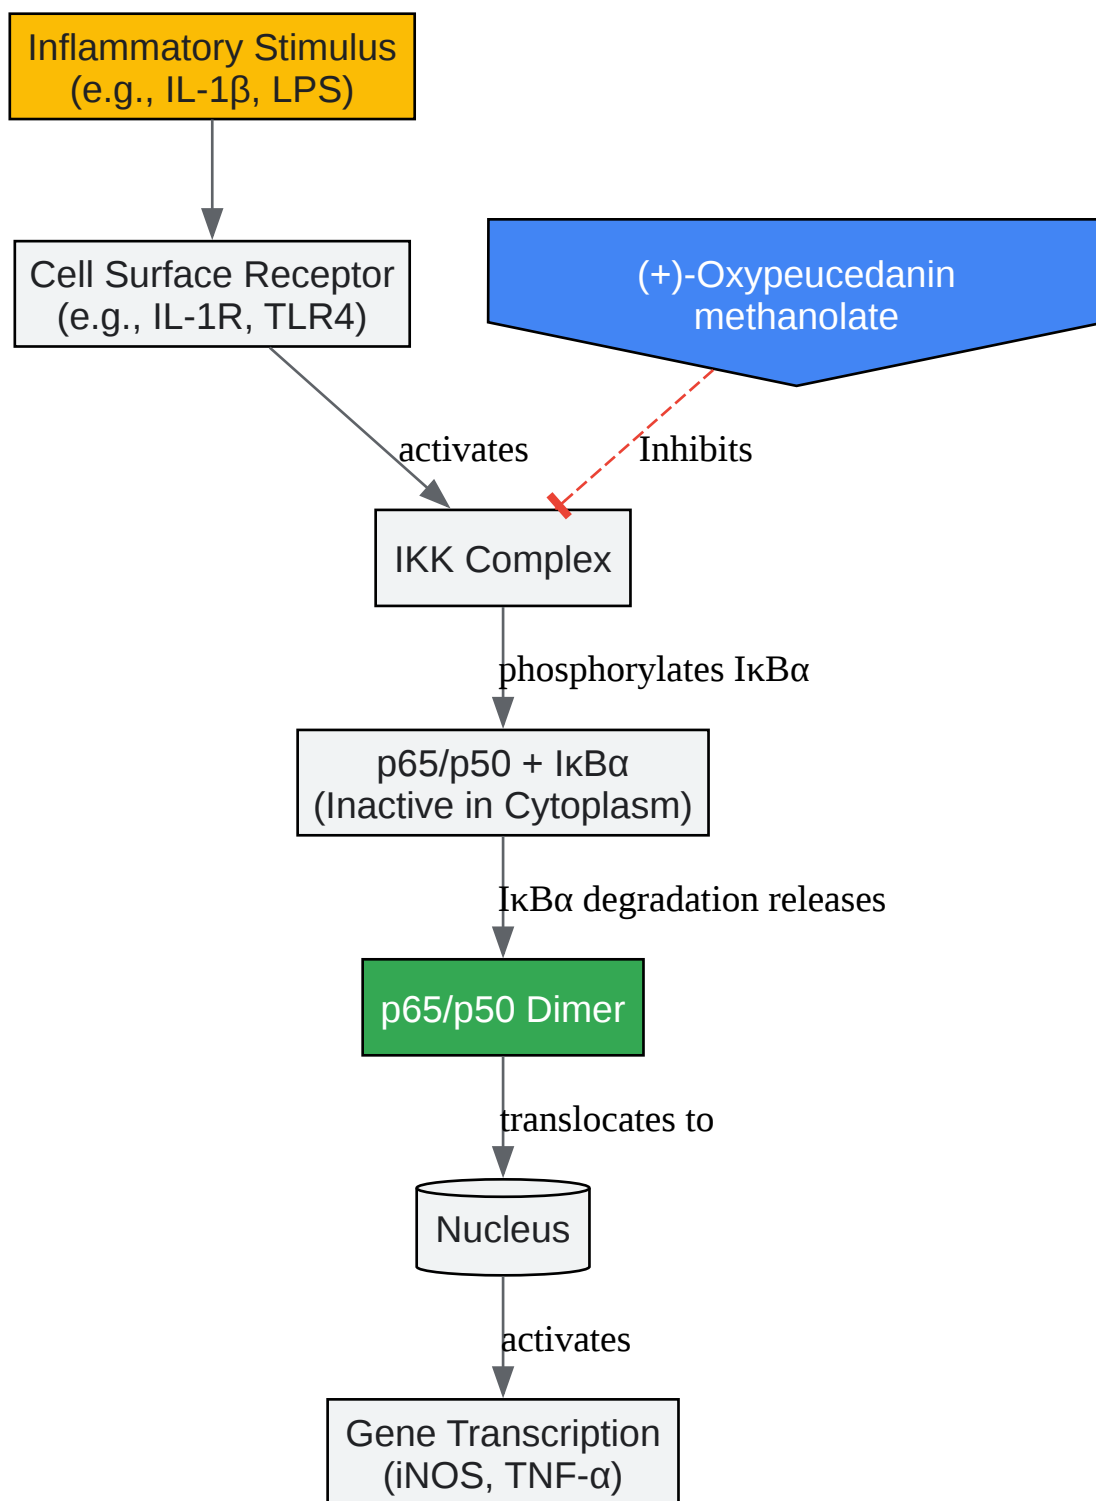 Inflammatory Stimulus
(e.g., IL-1β, LPS)
Cell Surface Receptor
(e.g., IL-1R, TLR4)
(+)-Oxypeucedanin
methanolate
activates
Inhibits
IKK Complex
phosphorylates IκBα
p65/p50 + IκBα
(Inactive in Cytoplasm)
IκBα degradation releases
p65/p50 Dimer
translocates to
Nucleus
activates
Gene Transcription
(iNOS, TNF-α)